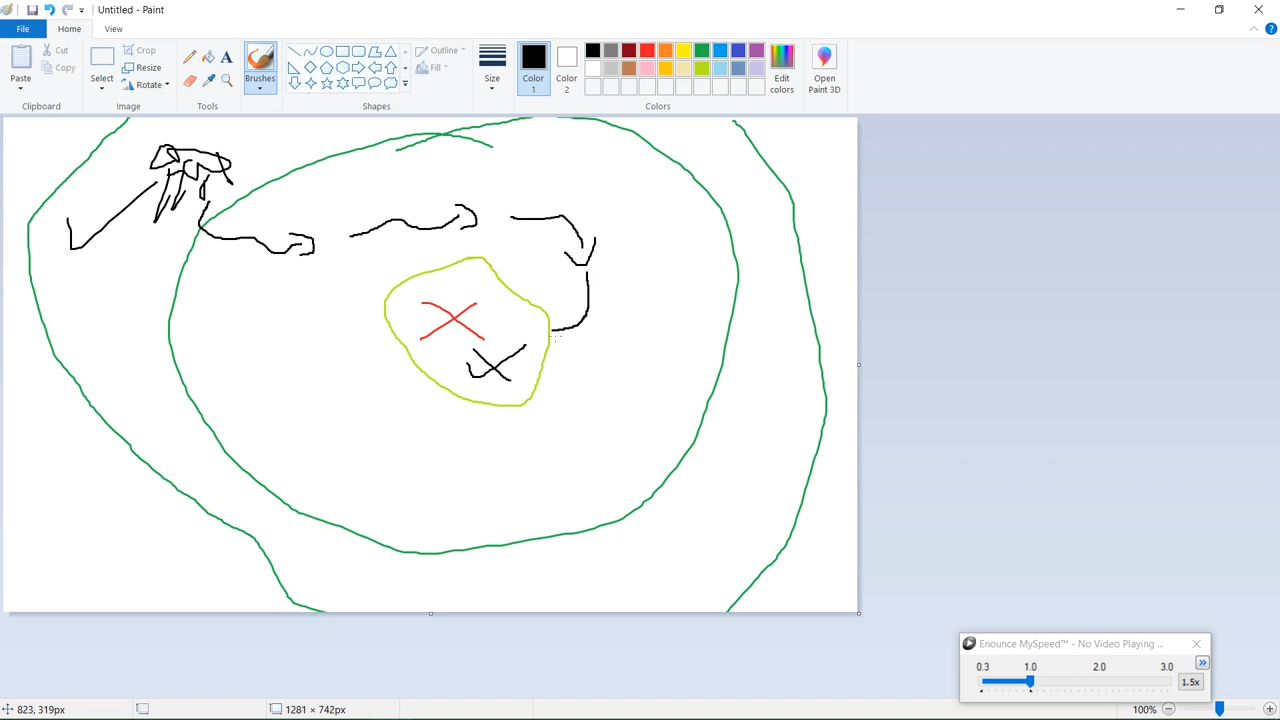 Untitled - Paint
File Home View
Paste Cut Copy Select Crop Resize Rotate A Brushes Outline Fill Size Color 1 Color 2 Edit colors Open Paint 3D
Clipboard Image Tools Shapes Colors
Enounce MySpeed™ - No Video Playing ...
0.3 1.0 2.0 3.0
1.5x
823, 319px 1281 × 742px 100%